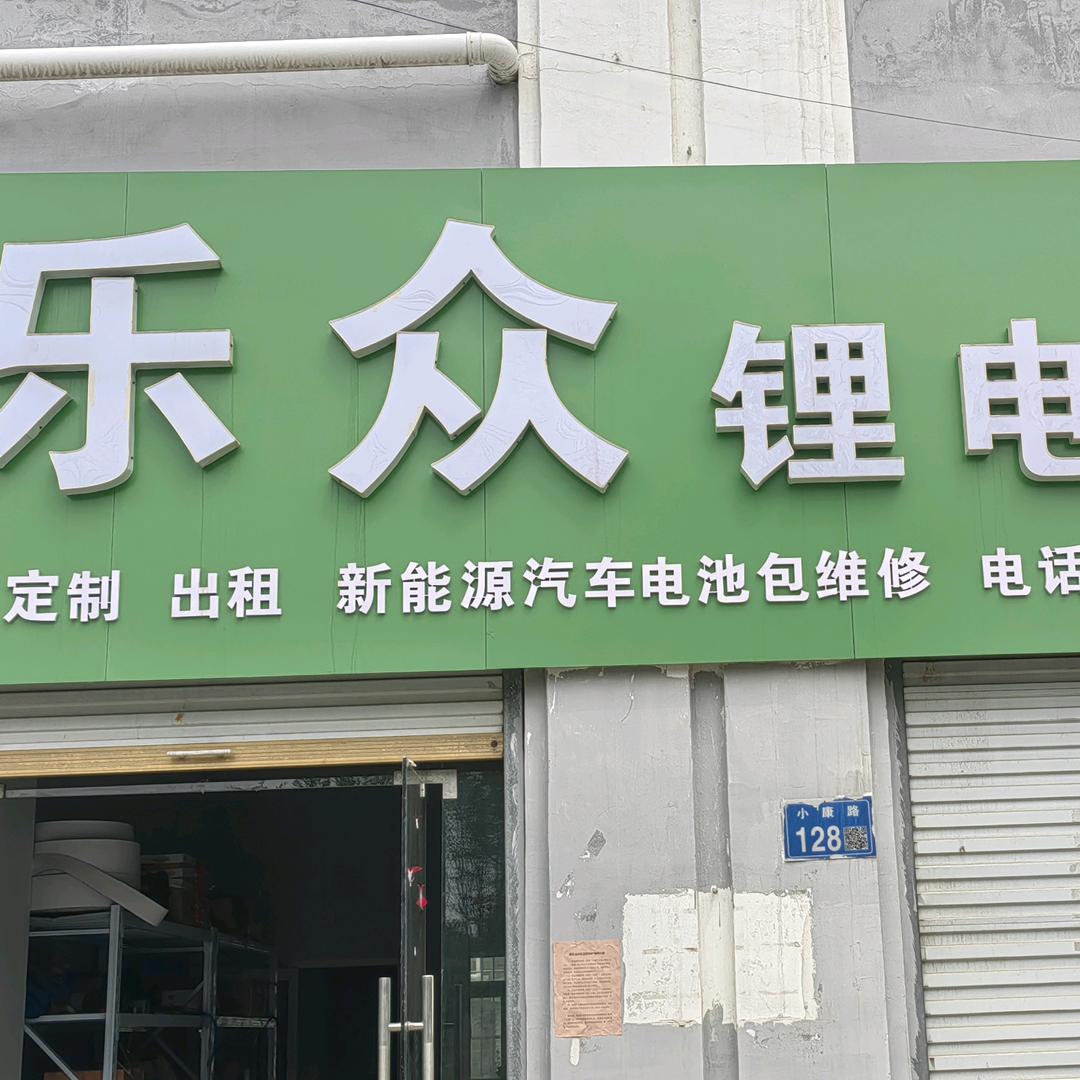 乐众锂电
定制 出租 新能源汽车电池包维修 电话
小康路
128